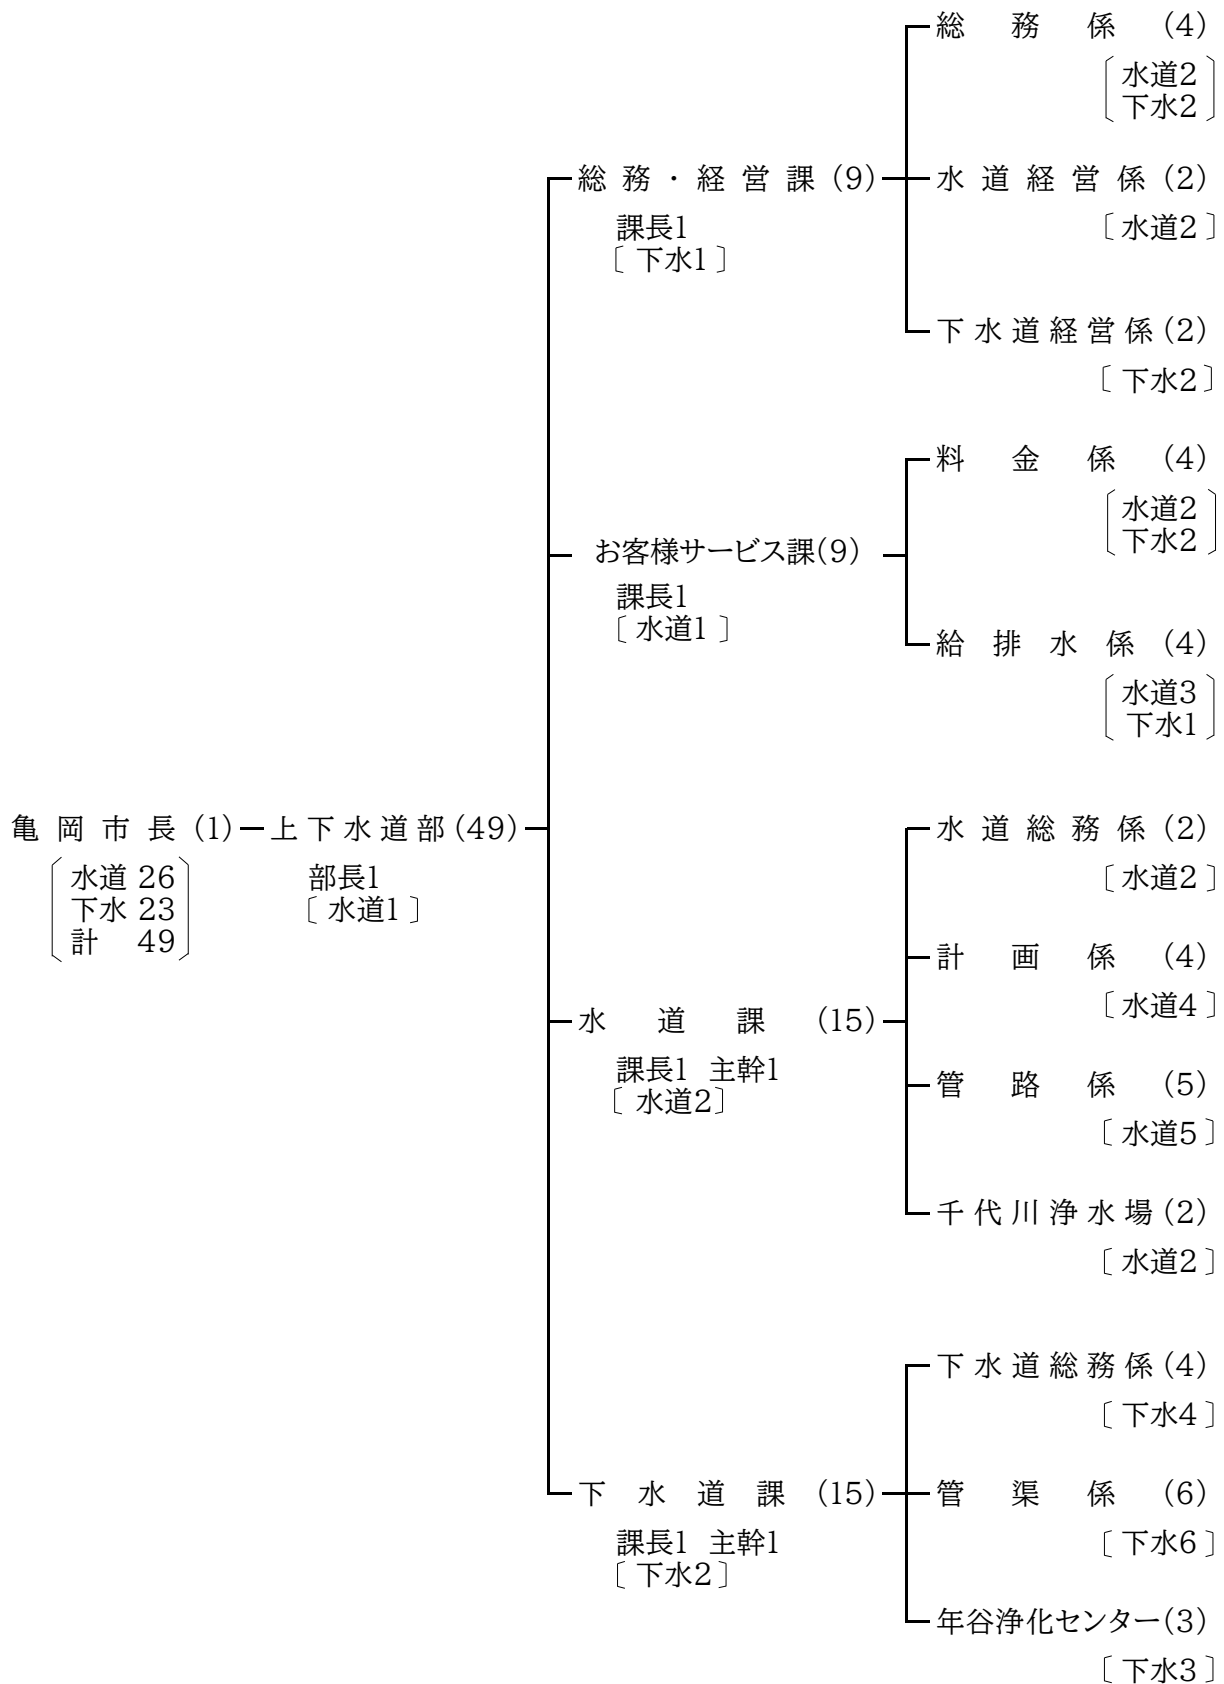 総務係(4)
〔水道2
下水2〕
総務・経営課(9)
水道経営係(2)
課長1
〔下水1〕
〔水道2〕
下水道経営係(2)
〔下水2〕
料金係(4)
〔水道2
下水2〕
お客様サービス課(9)
課長1
〔水道1〕
給排水係(4)
〔水道3
下水1〕
亀岡市長(1)
〔水道 26
下水 23
計 49〕
上下水道部(49)
部長1
〔水道1〕
水道総務係(2)
〔水道2〕
計画係(4)
〔水道4〕
水道課(15)
課長1 主幹1
〔水道2〕
管路係(5)
〔水道5〕
千代川浄水場(2)
〔水道2〕
下水道総務係(4)
〔下水4〕
下水道課(15)
課長1 主幹1
〔下水2〕
管渠係(6)
〔下水6〕
年谷浄化センター(3)
〔下水3〕